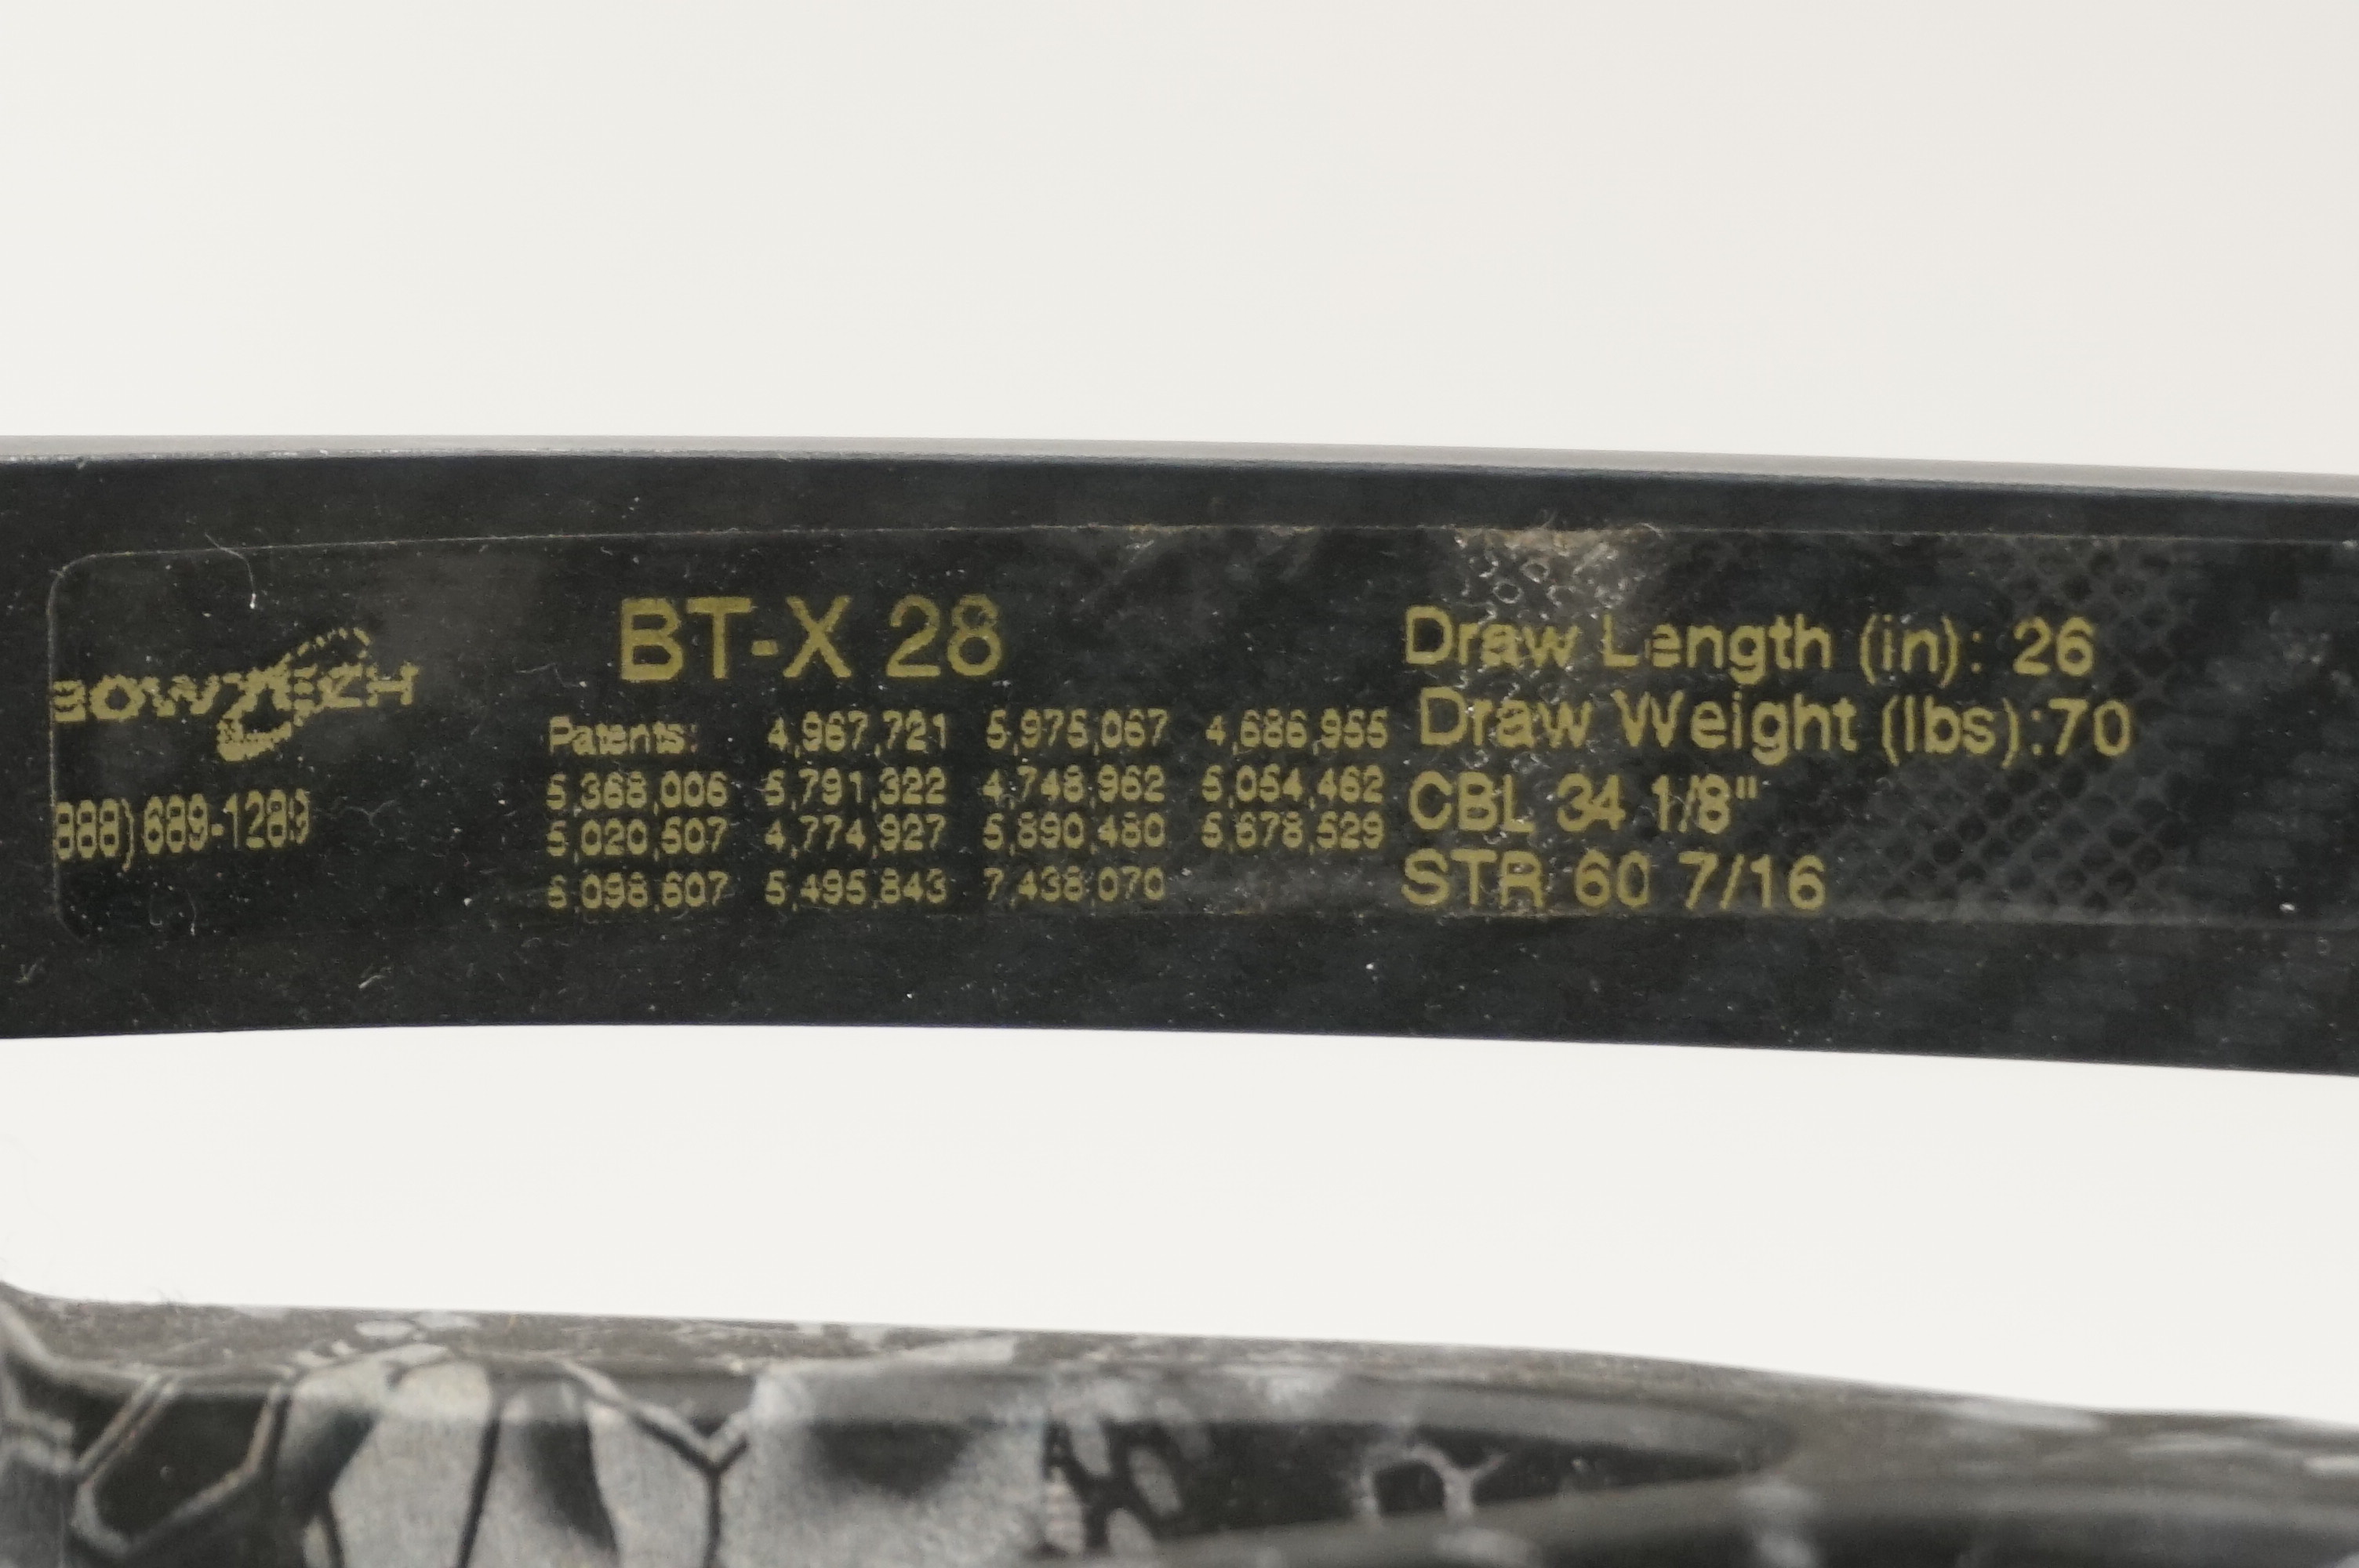 BOWTECH
888) 689-1289
BT-X 28
Patents: 4,967,721 5,975,067 4,686,955
5,368,006 5,791,322 4,748,962 5,054,462
5,020,507 4,774,927 5,890,480 5,678,529
5,098,607 5,495,843 7,438,070
Draw Length (in): 26
Draw Weight (lbs):70
CBL 34 1/8"
STR 60 7/16